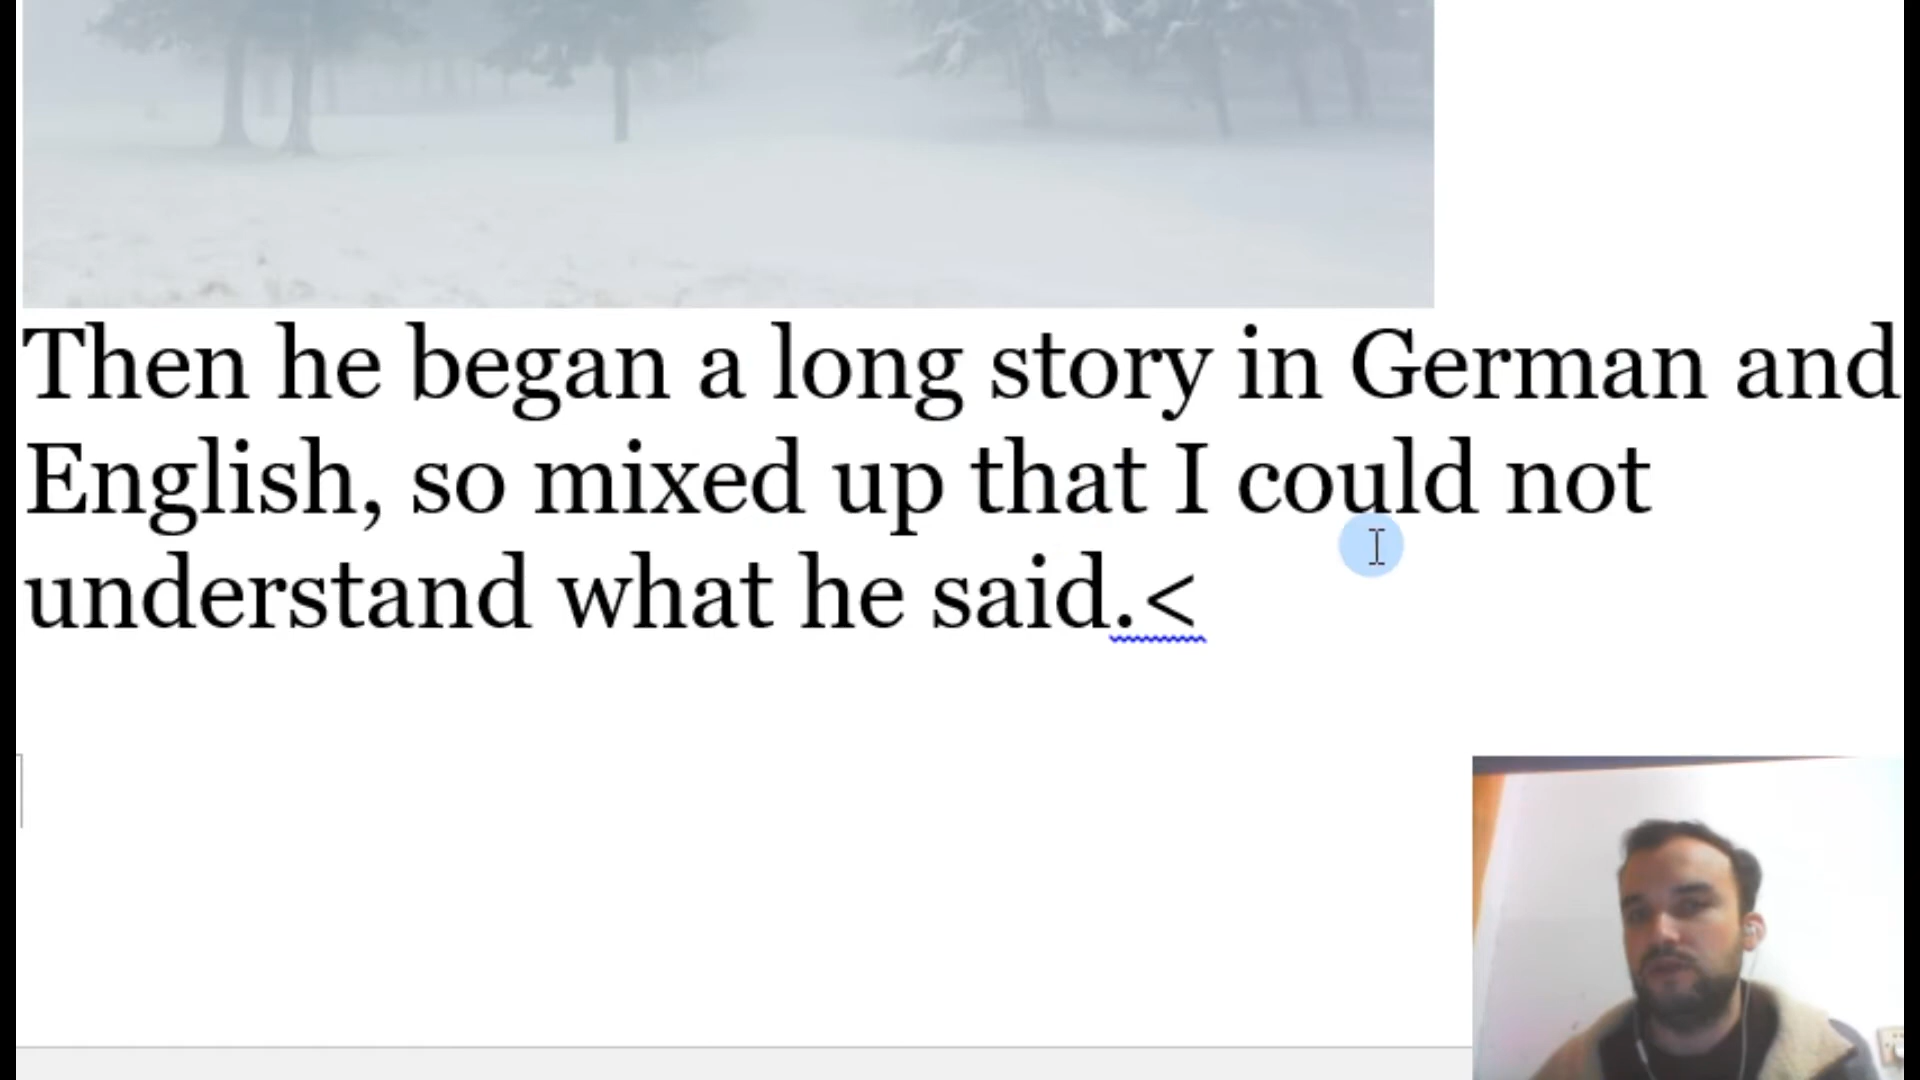 Then he began a long story in German and
English, so mixed up that I could not
understand what he said.<